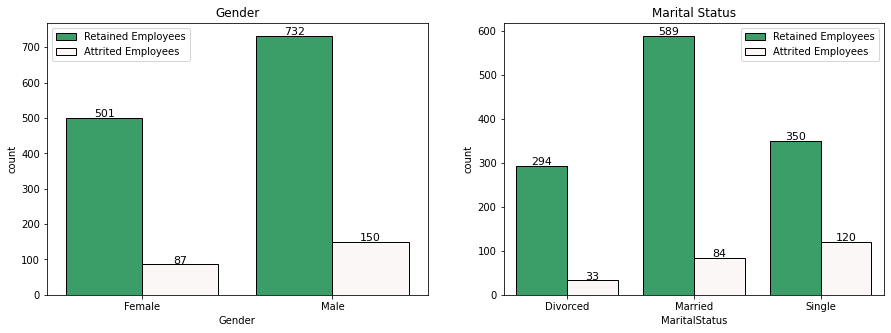 Gender
Retained Employees
Attrited Employees
700
600
500
400
300
200
100
0
count
501
87
732
150
Female
Male
Gender
Marital Status
Retained Employees
Attrited Employees
600
500
400
300
200
100
0
count
294
33
589
84
350
120
Divorced
Married
Single
MaritalStatus